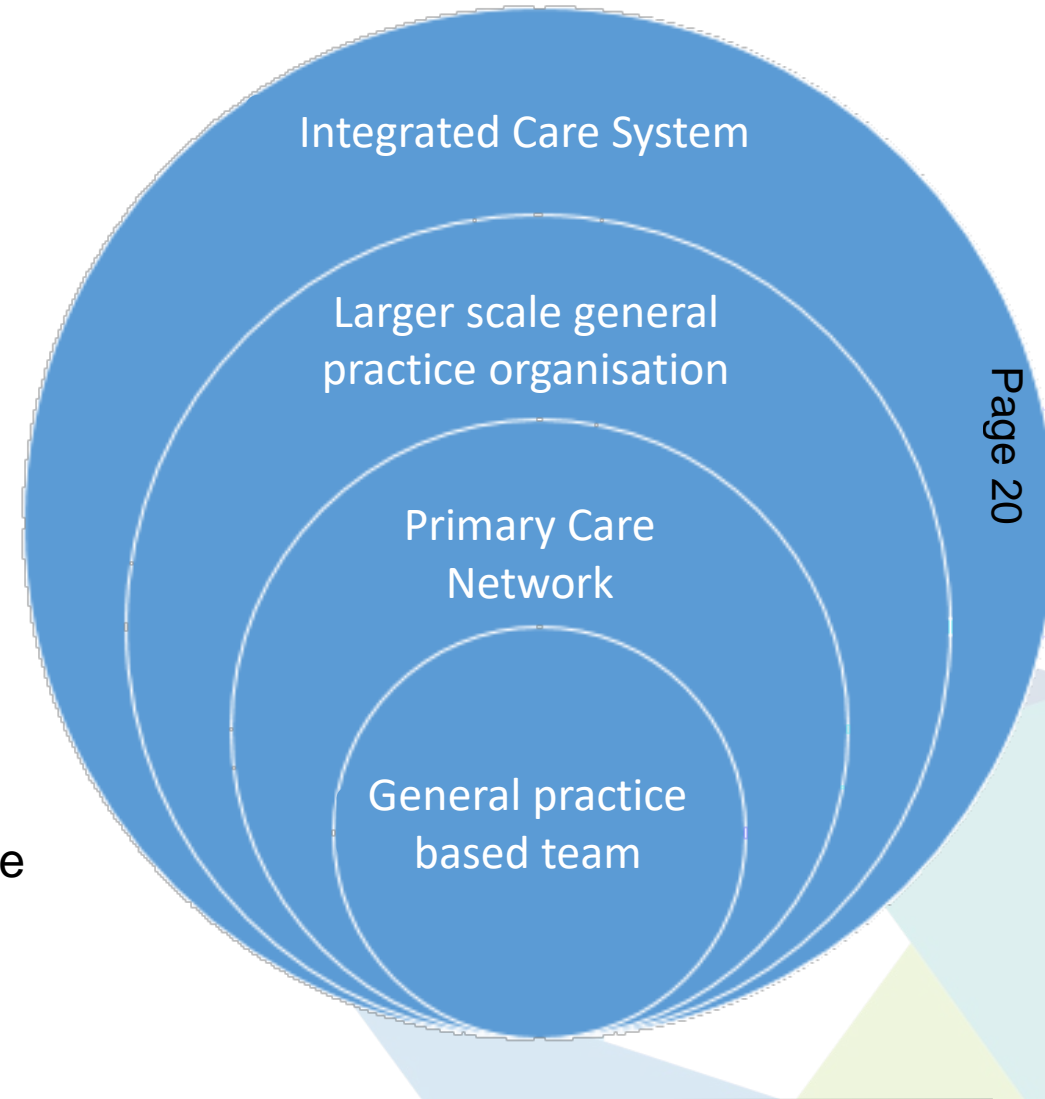 Integrated Care System
Larger scale general
practice organisation
Page 20
Primary Care
Network
General practice
based team
e